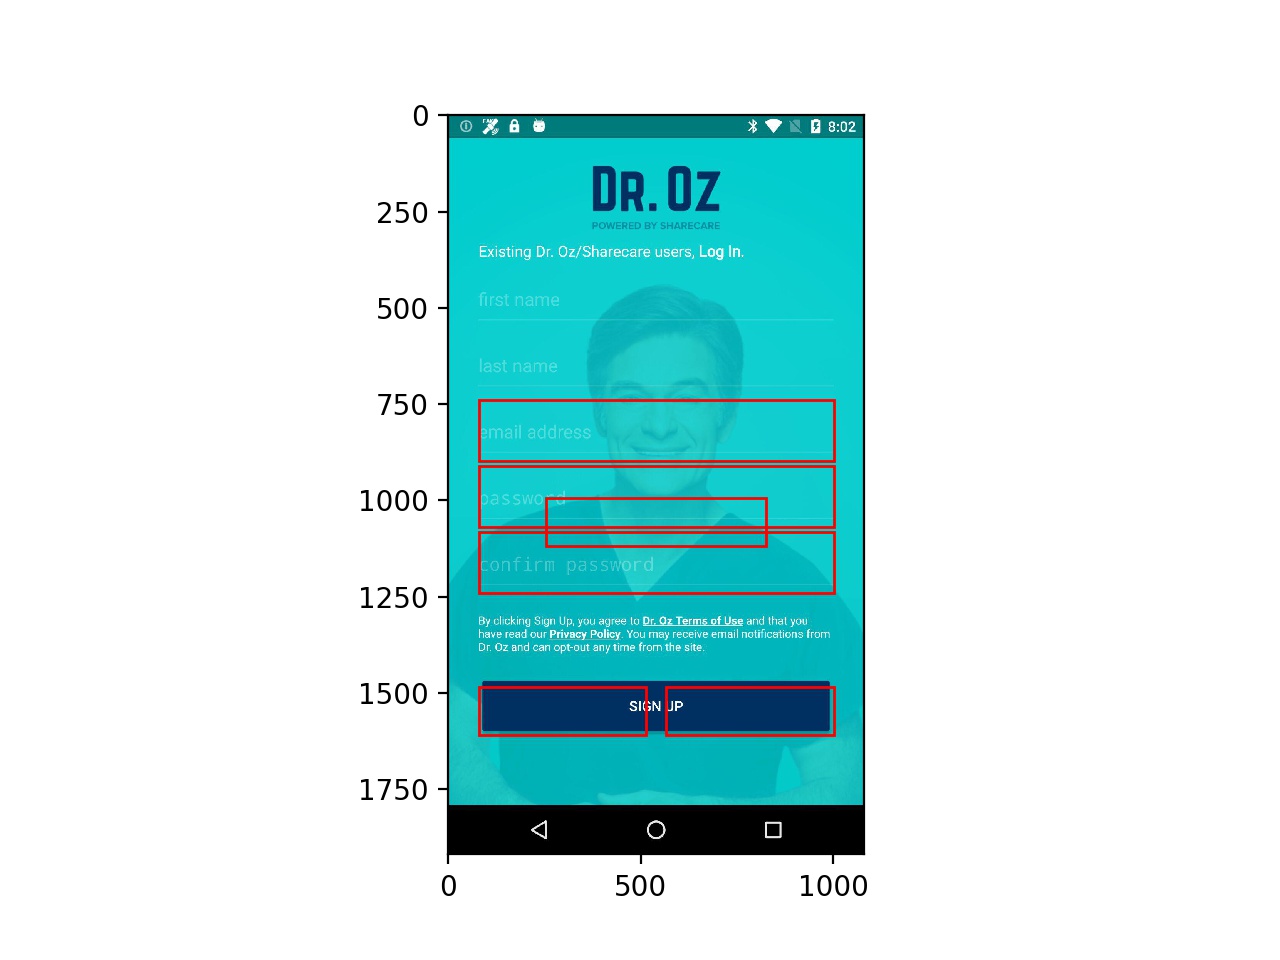 8:02
DR. OZ
POWERED BY SHARECARE
Existing Dr. Oz/Sharecare users, Log In.
first name
last name
email address
password
confirm password
By clicking Sign Up, you agree to Dr. Oz Terms of Use and that you
have read our Privacy Policy. You may receive email notifications from
Dr. Oz and can opt-out any time from the site.
SIGN UP
0
250
500
750
1000
1250
1500
1750
0
500
1000